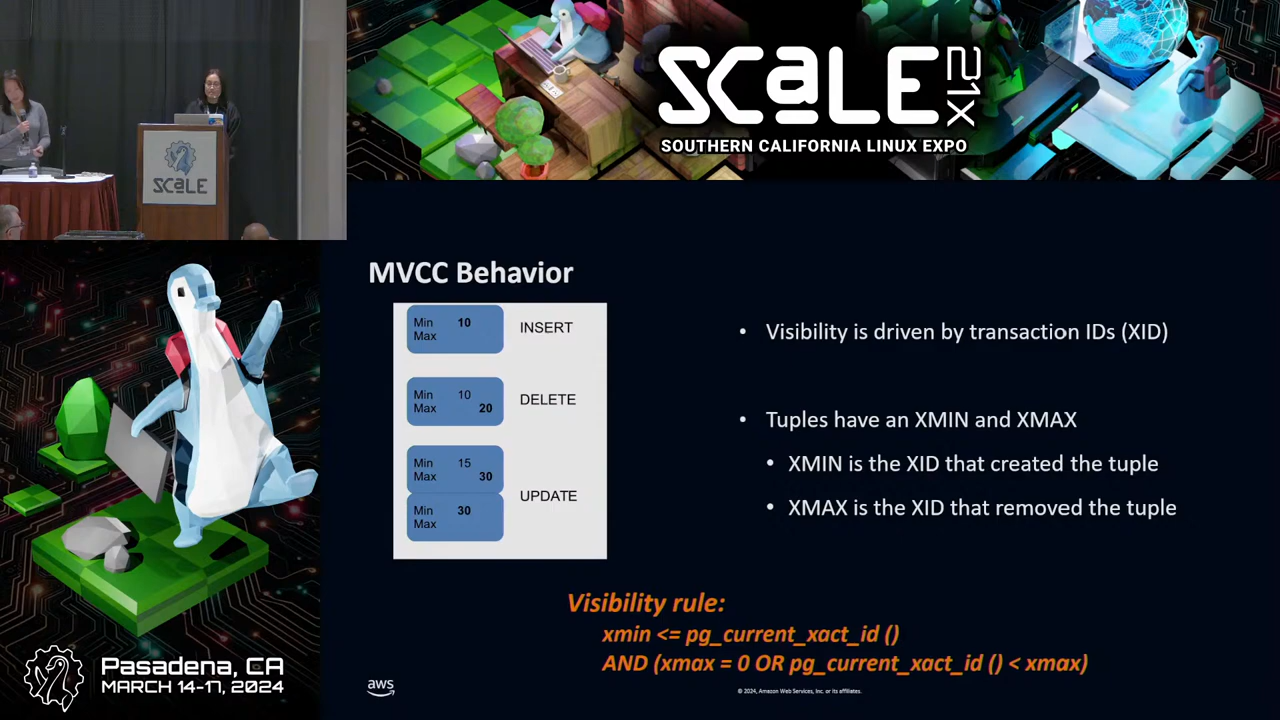 SCaLE 21X
SOUTHERN CALIFORNIA LINUX EXPO
SCaLE
MVCC Behavior
Min 10
Max
INSERT
Min 10
Max 20
DELETE
Min 15
Max 30
UPDATE
Min 30
Max
• Visibility is driven by transaction IDs (XID)
• Tuples have an XMIN and XMAX
• XMIN is the XID that created the tuple
• XMAX is the XID that removed the tuple
Visibility rule:
xmin <= pg_current_xact_id ()
AND (xmax = 0 OR pg_current_xact_id () < xmax)
Pasadena, CA
MARCH 14-17, 2024
aws
© 2024, Amazon Web Services, Inc. or its affiliates.